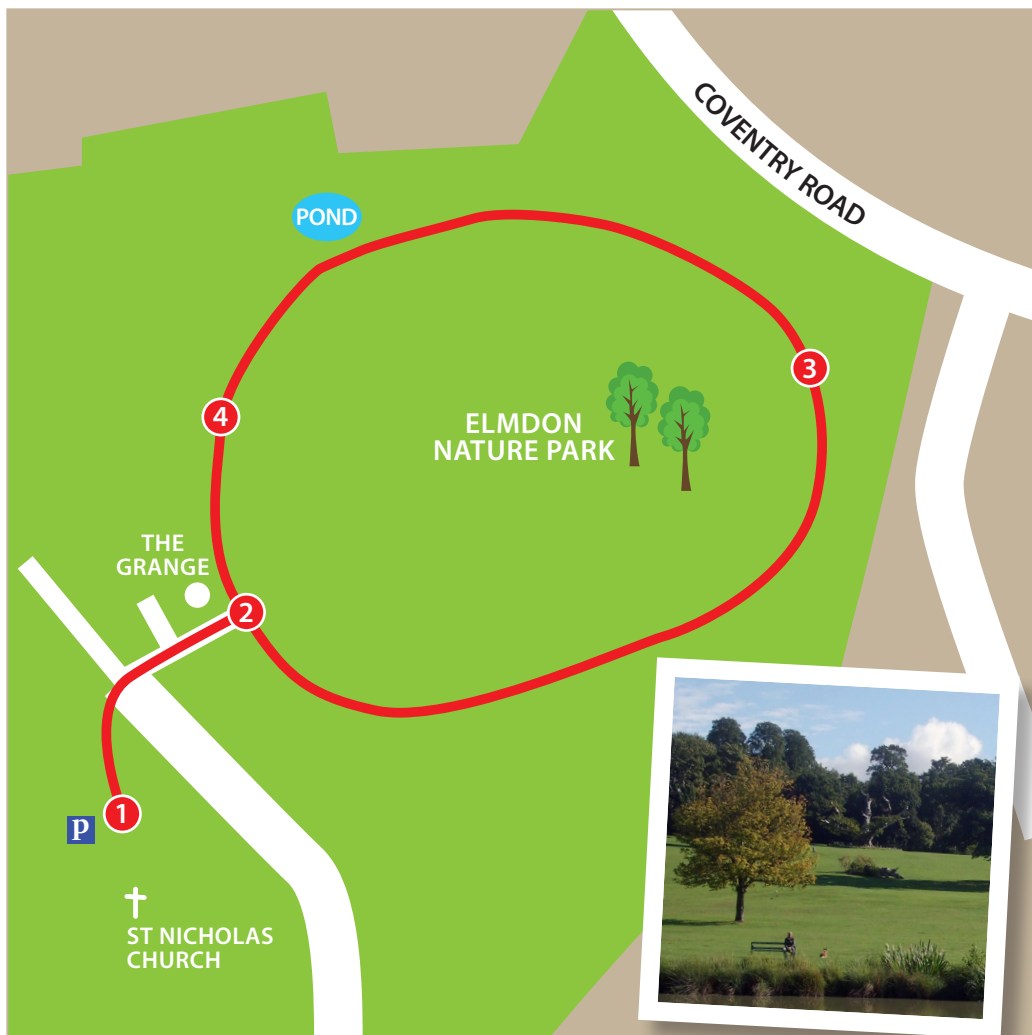 COVENTRY ROAD
POND
3
4
ELMDON
NATURE PARK
THE
GRANGE
2
1
P
ST NICHOLAS
CHURCH